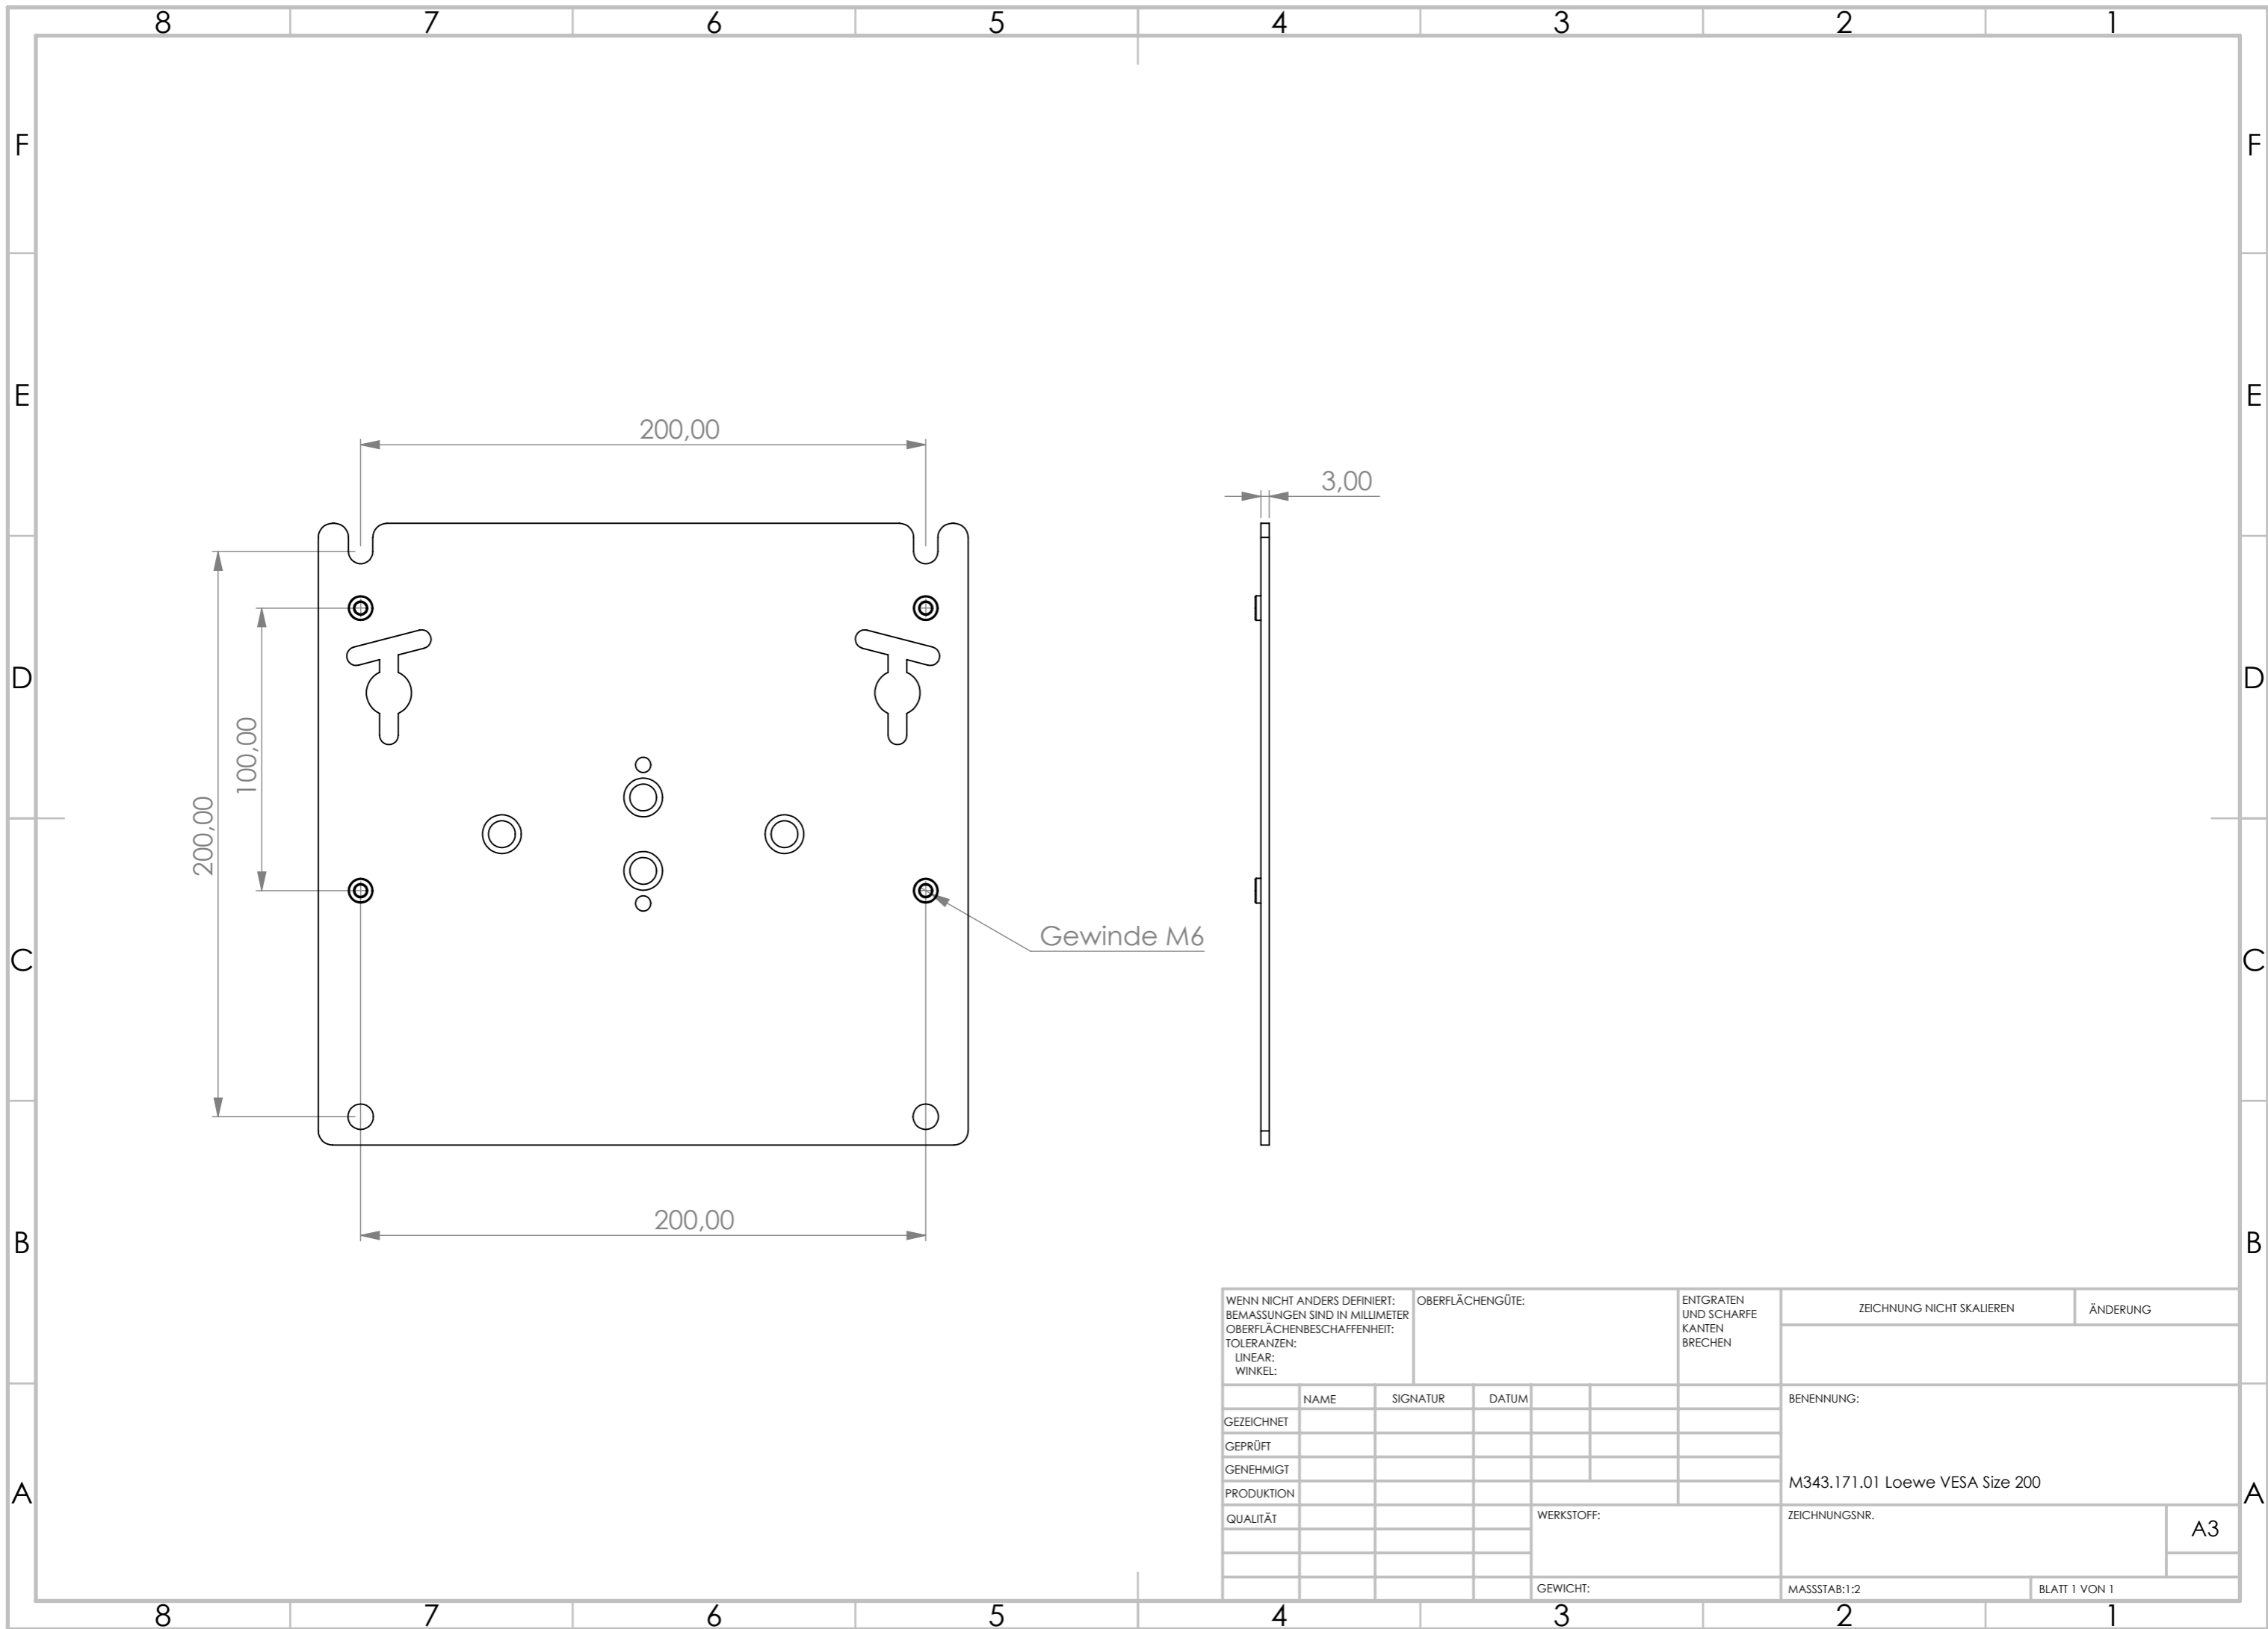 8 7 6 5 4 3 2 1
F F
E E
200,00
3,00
D D
100,00
200,00
Gewinde M6
C C
200,00
B B
WENN NICHT ANDERS DEFINIERT:
BEMASSUNGEN SIND IN MILLIMETER
OBERFLÄCHENBESCHAFFENHEIT:
TOLERANZEN:
LINEAR:
WINKEL:
OBERFLÄCHENGÜTE:
ENTGRATEN
UND SCHARFE
KANTEN
BRECHEN
ZEICHNUNG NICHT SKALIEREN
ÄNDERUNG
NAME SIGNATUR DATUM
GEZEICHNET
GEPRÜFT
GENEHMIGT
PRODUKTION
QUALITÄT
BENENNUNG:
M343.171.01 Loewe VESA Size 200
A A
WERKSTOFF:
ZEICHNUNGSNR.
A3
GEWICHT:
MASSSTAB:1:2
BLATT 1 VON 1
8 7 6 5 4 3 2 1